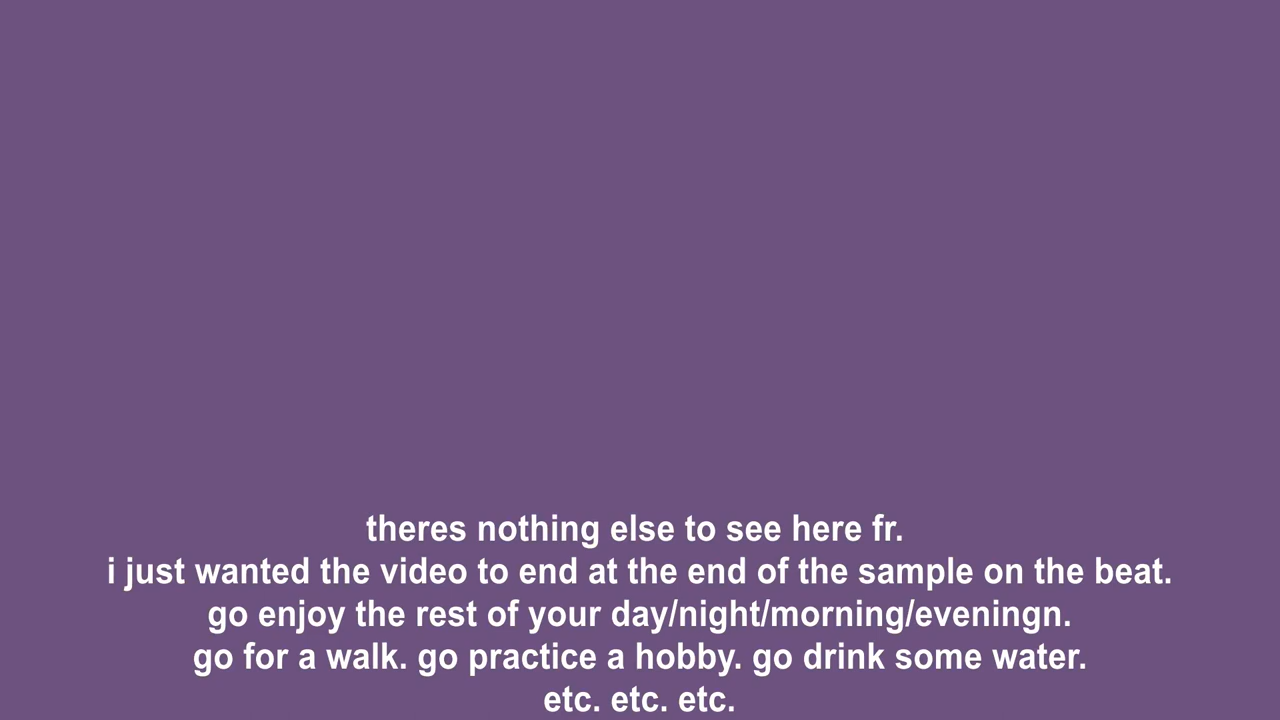 theres nothing else to see here fr.
i just wanted the video to end at the end of the sample on the beat.
go enjoy the rest of your day/night/morning/eveningn.
go for a walk. go practice a hobby. go drink some water.
etc. etc. etc.